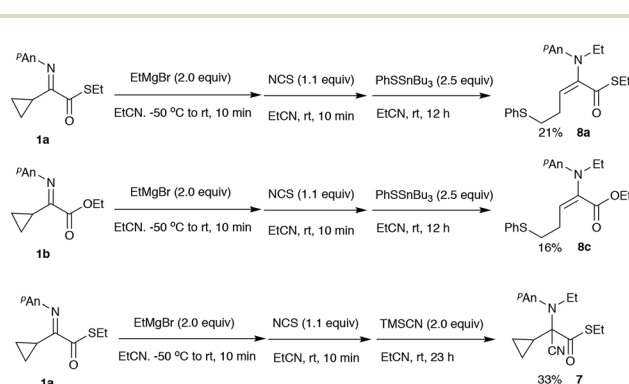 pAn N
SEt
O
1a
EtMgBr (2.0 equiv)
EtCN. -50 °C to rt, 10 min
NCS (1.1 equiv)
EtCN, rt, 10 min
PhSSnBu3 (2.5 equiv)
EtCN, rt, 12 h
pAn N Et
SEt
O
PhS
21% 8a
pAn N
OEt
O
1b
EtMgBr (2.0 equiv)
EtCN. -50 °C to rt, 10 min
NCS (1.1 equiv)
EtCN, rt, 10 min
PhSSnBu3 (2.5 equiv)
EtCN, rt, 12 h
pAn N Et
OEt
O
PhS
16% 8c
pAn N
SEt
O
1a
EtMgBr (2.0 equiv)
EtCN. -50 °C to rt, 10 min
NCS (1.1 equiv)
EtCN, rt, 10 min
TMSCN (2.0 equiv)
EtCN, rt, 23 h
pAn N Et
SEt
CN O
33% 7